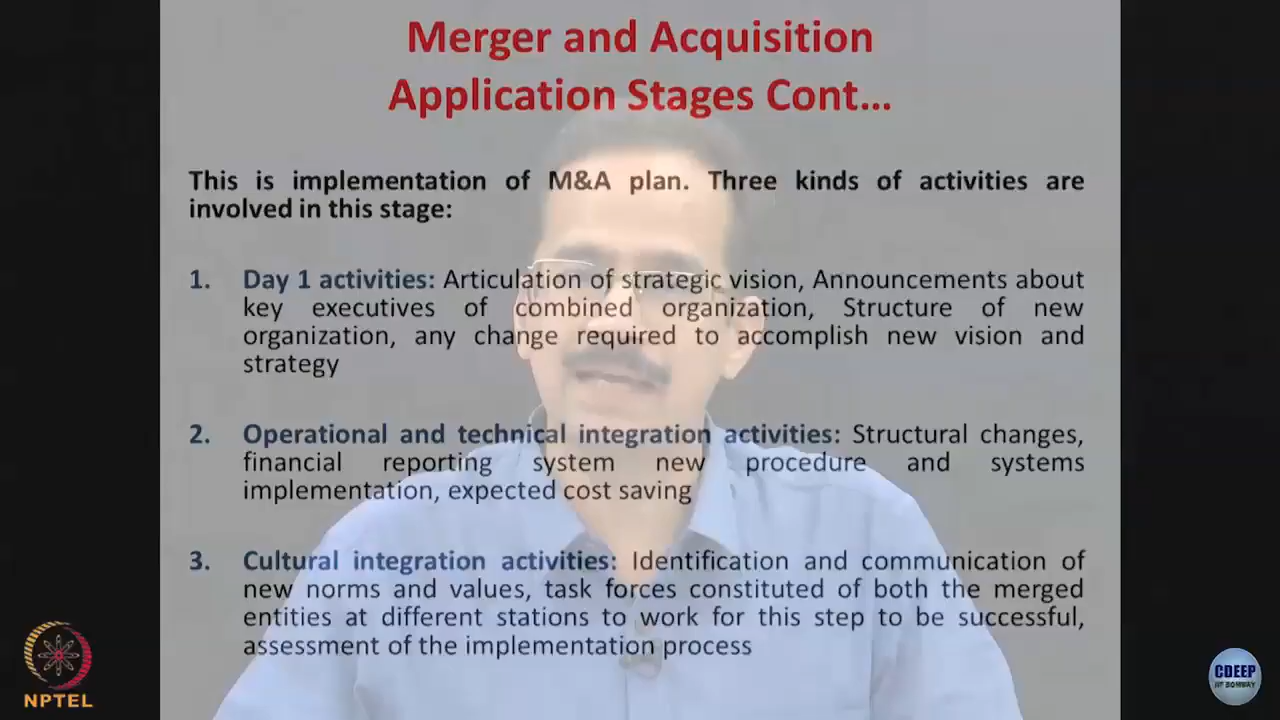 Merger and Acquisition
Application Stages Cont...
This is implementation of M&A plan. Three kinds of activities are
involved in this stage:
1. Day 1 activities: Articulation of strategic vision, Announcements about
key executives of combined organization, Structure of new
organization, any change required to accomplish new vision and
strategy
2. Operational and technical integration activities: Structural changes,
financial reporting system new procedure and systems
implementation, expected cost saving
3. Cultural integration activities: Identification and communication of
new norms and values, task forces constituted of both the merged
entities at different stations to work for this step to be successful,
assessment of the implementation process
NPTEL
CDEEP
IIT BOMBAY